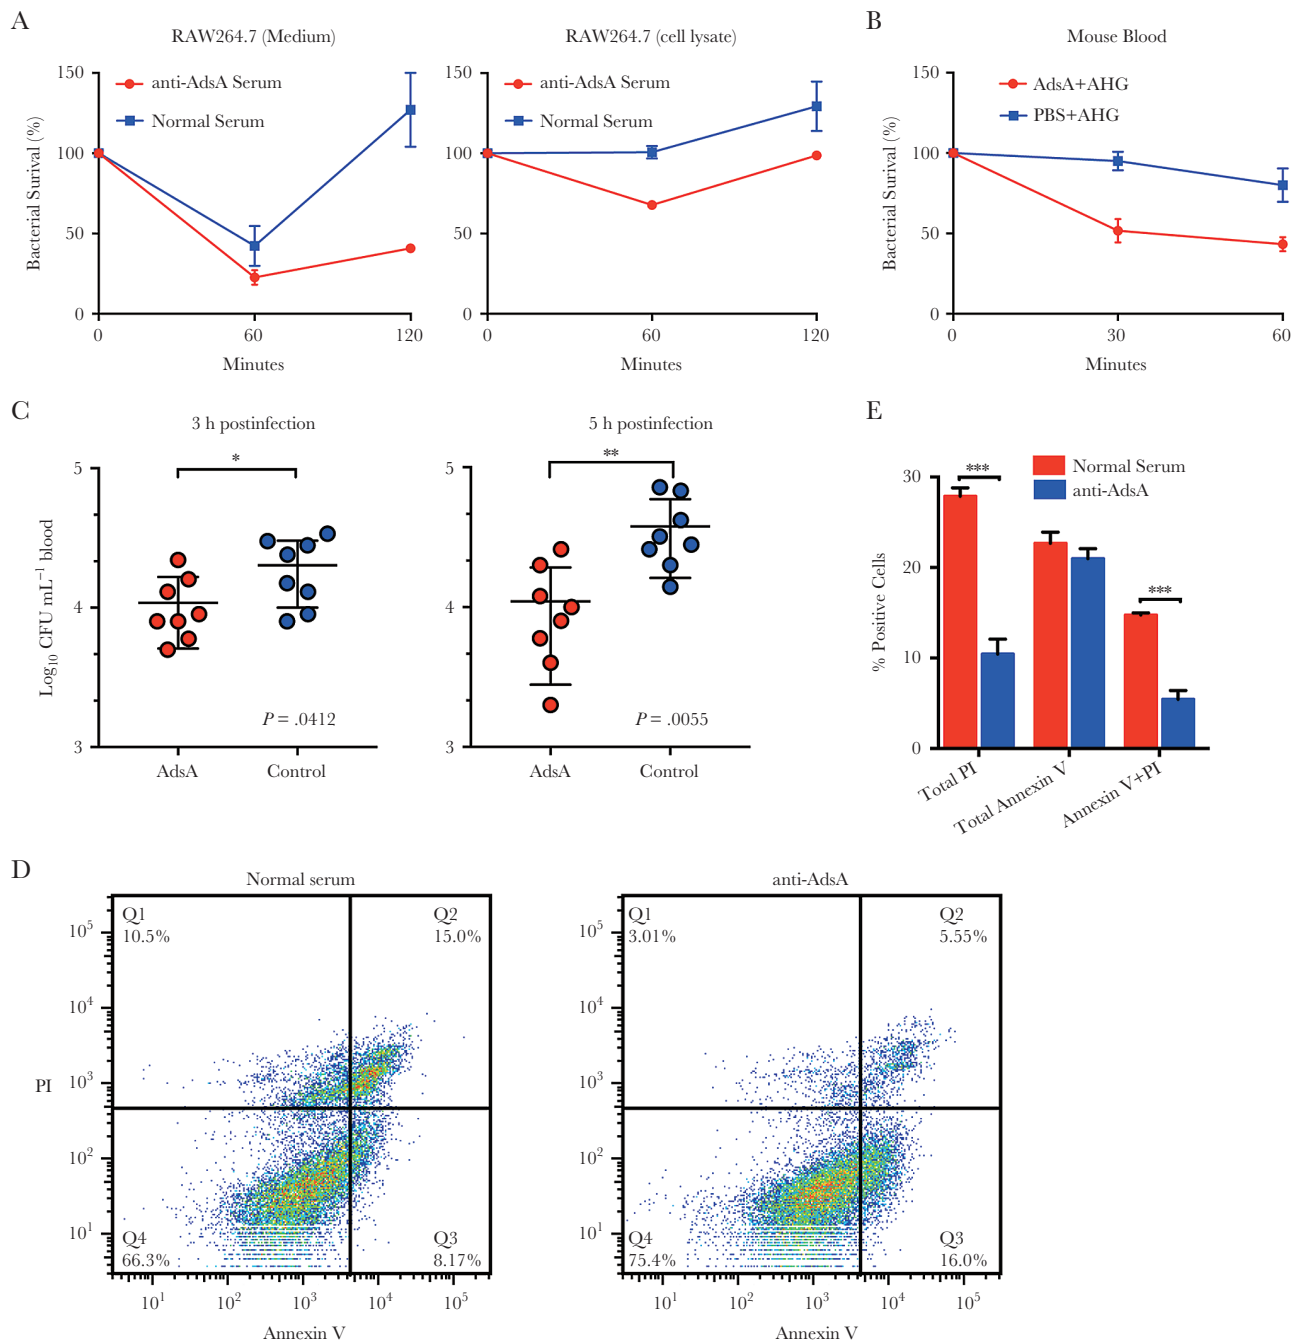 A
RAW264.7 (Medium)
RAW264.7 (cell lysate)
B
Mouse Blood
150
100
50
0
Bacterial Surival (%)
anti-AdsA Serum
Normal Serum
0
60
120
Minutes
150
100
50
0
anti-AdsA Serum
Normal Serum
0
60
120
Minutes
150
100
50
0
Bacterial Surival (%)
AdsA+AHG
PBS+AHG
0
30
60
Minutes
C
3 h postinfection
5
4
3
Log10 CFU mL−1 blood
*
P = .0412
AdsA
Control
5 h postinfection
5
4
3
**
P = .0055
AdsA
Control
E
Normal Serum
anti-AdsA
30
20
10
0
% Positive Cells
***
***
Total PI
Total Annexin V
Annexin V+PI
D
Normal serum
Q1
10.5%
Q2
15.0%
Q4
66.3%
Q3
8.17%
10^5
10^4
10^3
10^2
10^1
PI
10^1
10^2
10^3
10^4
10^5
Annexin V
anti-AdsA
Q1
3.01%
Q2
5.55%
Q4
75.4%
Q3
16.0%
10^5
10^4
10^3
10^2
10^1
10^1
10^2
10^3
10^4
10^5
Annexin V